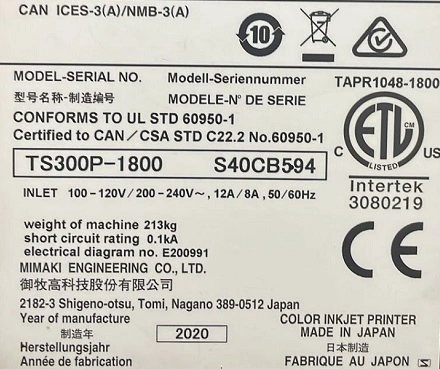 CAN ICES-3(A)/NMB-3(A)
10
MODEL-SERIAL NO. Modell-Seriennummer TAPR1048-1800
型号名称-制造编号 MODELE-N° DE SERIE
CONFORMS TO UL STD 60950-1
Certified to CAN/CSA STD C22.2 No.60950-1
ETL CM
C US
LISTED
Intertek
3080219
TS300P-1800 S40CB594
INLET 100-120V/200-240V~, 12A/8A, 50/60Hz
weight of machine 213kg
short circuit rating 0.1kA
electrical diagram no. E200991
CE
MIMAKI ENGINEERING CO., LTD.
御牧高科技股份有限公司
2182-3 Shigeno-otsu, Tomi, Nagano 389-0512 Japan
Year of manufacture
制造年 2020
Herstellungsjahr
Année de fabrication
COLOR INKJET PRINTER
MADE IN JAPAN
日本制造
FABRIQUE AU JAPON